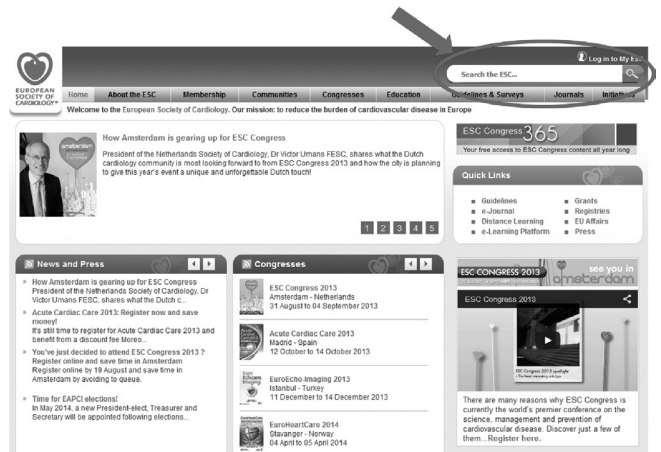 Log in to My ESC
Search the ESC...
EUROPEAN
SOCIETY OF
CARDIOLOGY®
Home About the ESC Membership Communities Congresses Education Guidelines & Surveys Journals Initiatives
Welcome to the European Society of Cardiology. Our mission: to reduce the burden of cardiovascular disease in Europe
How Amsterdam is gearing up for ESC Congress
President of the Netherlands Society of Cardiology, Dr Victor Umans FESC, shares what the Dutch
cardiology community is most looking forward to from ESC Congress 2013 and how the city is planning
to give this year's event a unique and unforgettable Dutch touch!
1 2 3 4 5
ESC Congress 365
Your free access to ESC Congress content all year long
Quick Links
Guidelines
e-Journal
Distance Learning
e-Learning Platform
Grants
Registries
EU Affairs
Press
News and Press
How Amsterdam is gearing up for ESC Congress
President of the Netherlands Society of Cardiology, Dr
Victor Umans FESC, shares what the Dutch c...
Acute Cardiac Care 2013: Register now and save
money!
It's still time to register for Acute Cardiac Care 2013 and
benefit from a discount fee Moreo...
You've just decided to attend ESC Congress 2013 ?
Register online and save time in Amsterdam
Register online by 19 August and save time in
Amsterdam by avoiding to queue.
Time for EAPCI elections!
In May 2014, a new President-elect, Treasurer and
Secretary will be appointed following elections...
Congresses
ESC Congress 2013
Amsterdam - Netherlands
31 August to 04 September 2013
Acute Cardiac Care 2013
Madrid - Spain
12 October to 14 October 2013
EuroEcho-Imaging 2013
Istanbul - Turkey
11 December to 14 December 2013
EuroHeartCare 2014
Stavanger - Norway
04 April to 05 April 2014
ESC CONGRESS 2013
see you in
amsterdam
ESC Congress 2013
There are many reasons why ESC Congress is
currently the world's premier conference on the
science, management and prevention of
cardiovascular disease. Discover just a few of
them...Register here.